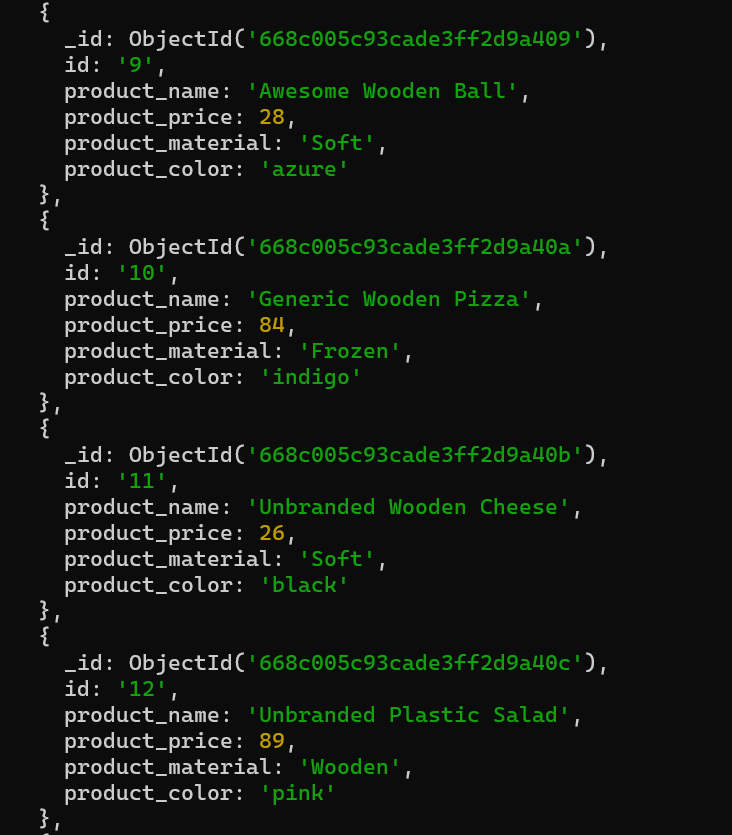 {
_id: ObjectId('668c005c93cade3ff2d9a409'),
id: '9',
product_name: 'Awesome Wooden Ball',
product_price: 28,
product_material: 'Soft',
product_color: 'azure'
},
{
_id: ObjectId('668c005c93cade3ff2d9a40a'),
id: '10',
product_name: 'Generic Wooden Pizza',
product_price: 84,
product_material: 'Frozen',
product_color: 'indigo'
},
{
_id: ObjectId('668c005c93cade3ff2d9a40b'),
id: '11',
product_name: 'Unbranded Wooden Cheese',
product_price: 26,
product_material: 'Soft',
product_color: 'black'
},
{
_id: ObjectId('668c005c93cade3ff2d9a40c'),
id: '12',
product_name: 'Unbranded Plastic Salad',
product_price: 89,
product_material: 'Wooden',
product_color: 'pink'
},
{